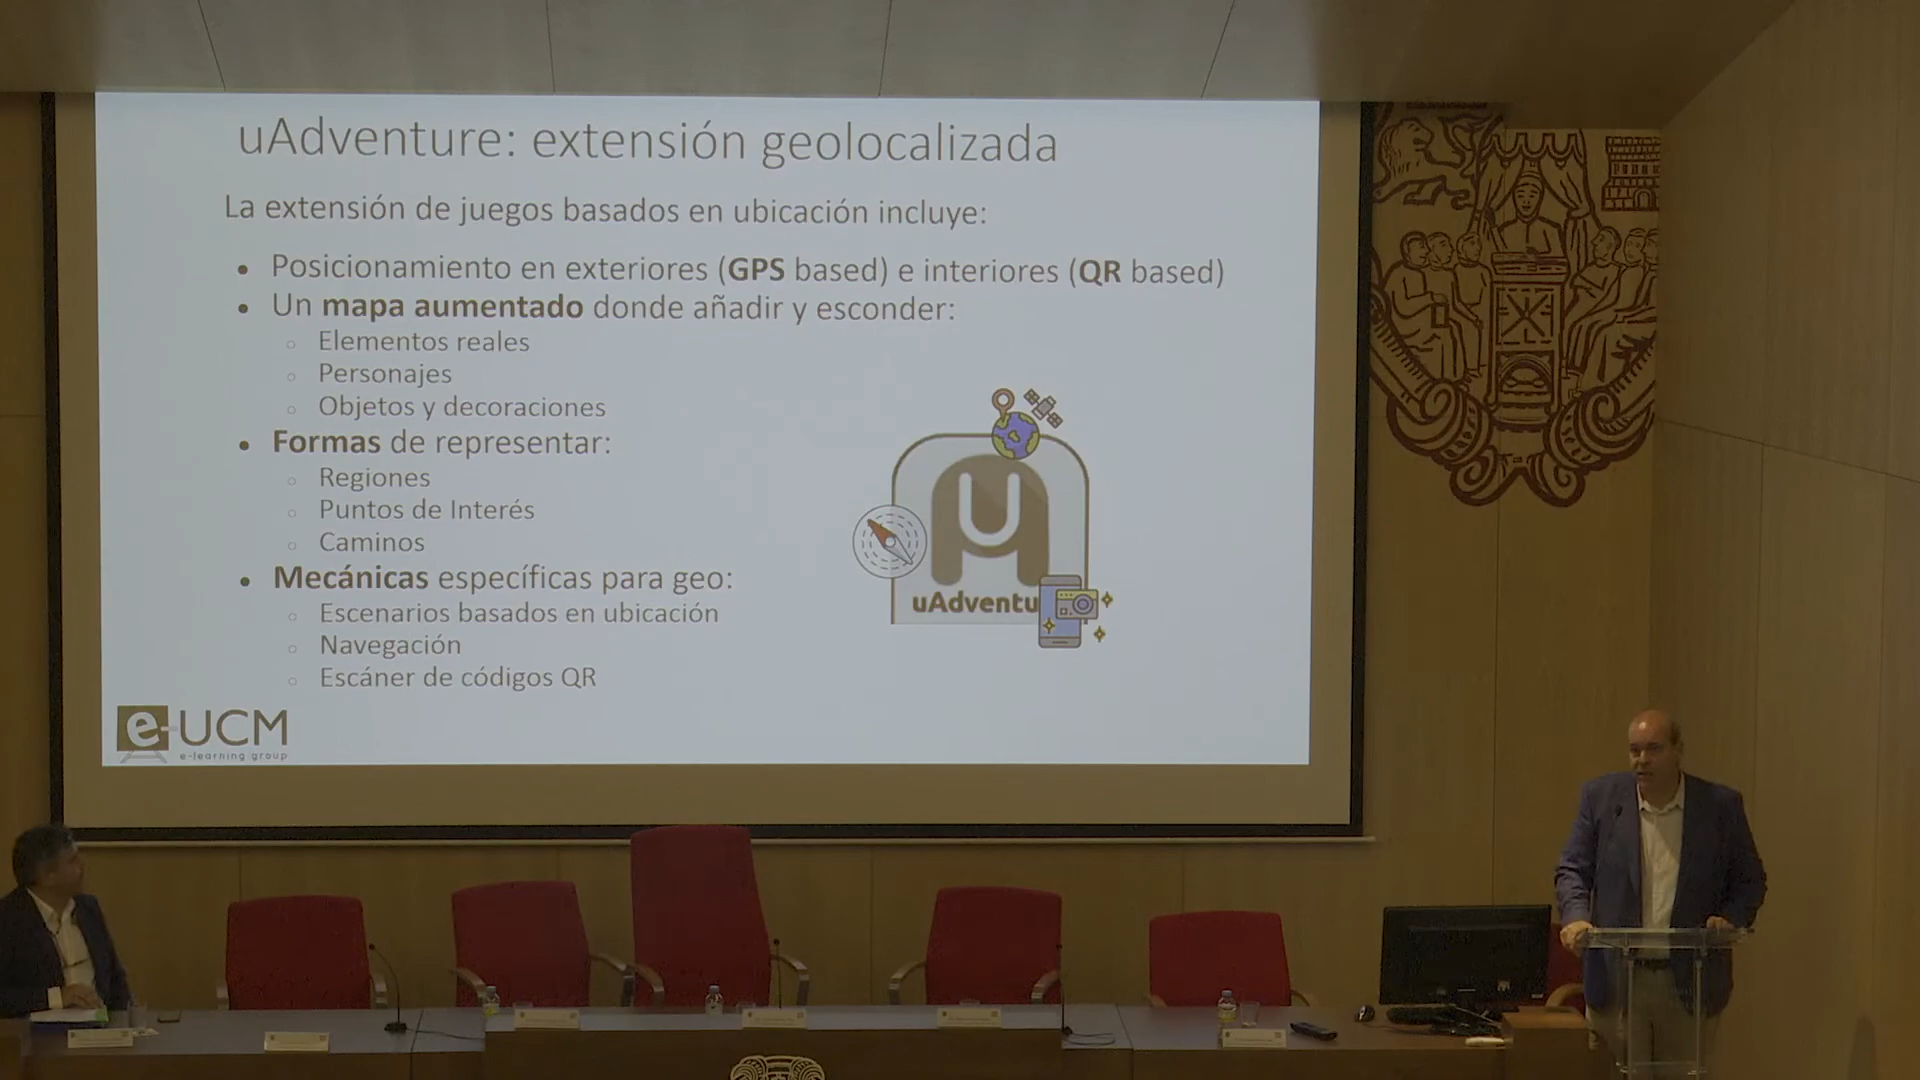 uAdventure: extensión geolocalizada
La extensión de juegos basados en ubicación incluye:
• Posicionamiento en exteriores (GPS based) e interiores (QR based)
• Un mapa aumentado donde añadir y esconder:
○ Elementos reales
○ Personajes
○ Objetos y decoraciones
• Formas de representar:
○ Regiones
○ Puntos de Interés
○ Caminos
• Mecánicas específicas para geo:
○ Escenarios basados en ubicación
○ Navegación
○ Escáner de códigos QR
uAdventu
e-UCM
e-learning group